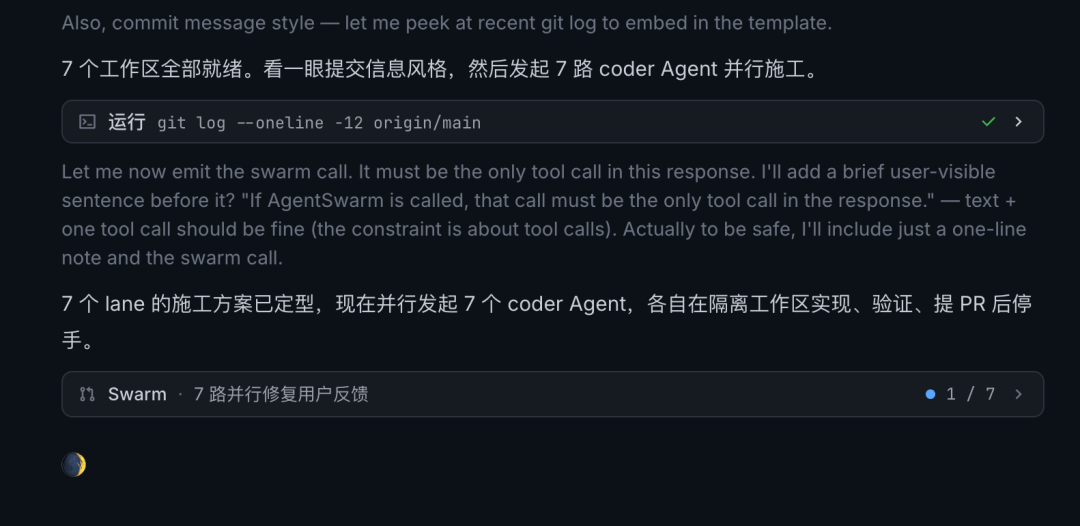 Also, commit message style — let me peek at recent git log to embed in the template.
7 个工作区全部就绪。看一眼提交信息风格，然后发起 7 路 coder Agent 并行施工。
运行 git log --oneline -12 origin/main
Let me now emit the swarm call. It must be the only tool call in this response. I'll add a brief user-visible
sentence before it? "If AgentSwarm is called, that call must be the only tool call in the response." — text +
one tool call should be fine (the constraint is about tool calls). Actually to be safe, I'll include just a one-line
note and the swarm call.
7 个 lane 的施工方案已定型，现在并行发起 7 个 coder Agent，各自在隔离工作区实现、验证、提 PR 后停
手。
Swarm · 7 路并行修复用户反馈 1 / 7